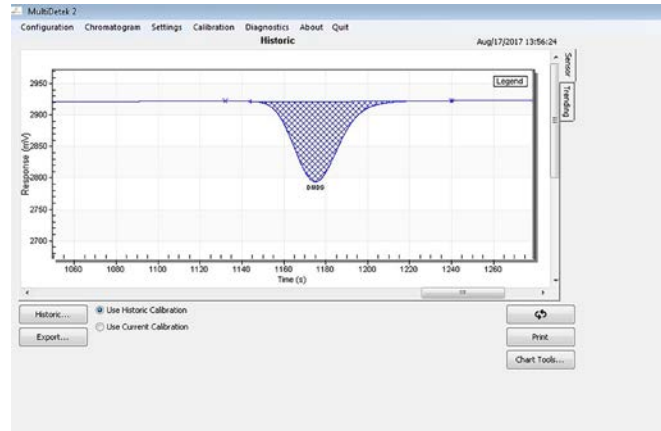 MultiDetek 2
Configuration Chromatogram Settings Calibration Diagnostics About Quit
Historic
Aug/17/2017 13:56:24
Sensor
Trending
Legend
Response (mV)
2950
2900
2850
2800
2750
2700
1060 1080 1100 1120 1140 1160 1180 1200 1220 1240 1260
Time (s)
Historic...
Use Historic Calibration
Export...
Use Current Calibration
Print
Chart Tools...